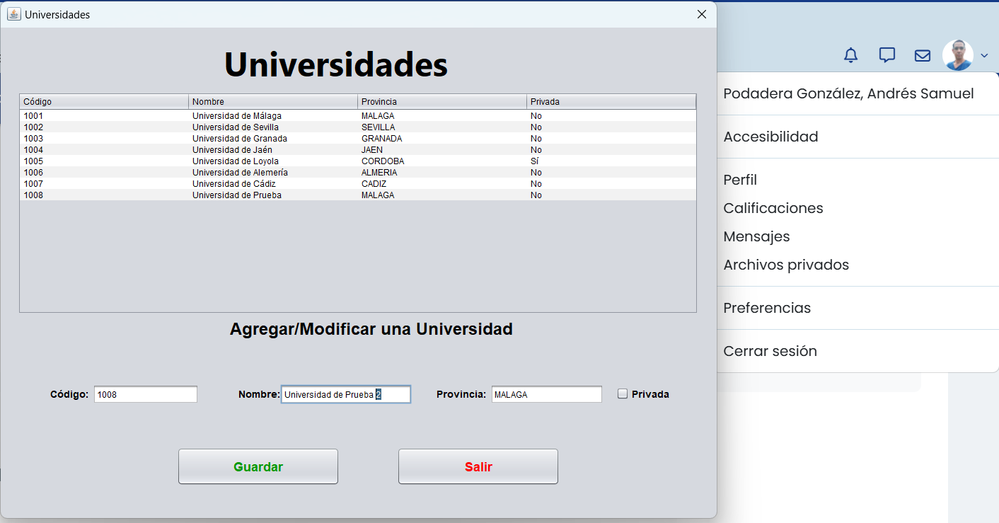 Universidades
Universidades
Código Nombre Provincia Privada
1001 Universidad de Málaga MALAGA No
1002 Universidad de Sevilla SEVILLA No
1003 Universidad de Granada GRANADA No
1004 Universidad de Jaén JAEN No
1005 Universidad de Loyola CORDOBA Sí
1006 Universidad de Alemería ALMERIA No
1007 Universidad de Cádiz CADIZ No
1008 Universidad de Prueba MALAGA No
Agregar/Modificar una Universidad
Código: 1008 Nombre: Universidad de Prueba 2 Provincia: MALAGA Privada
Guardar Salir
Podadera González, Andrés Samuel
Accesibilidad
Perfil
Calificaciones
Mensajes
Archivos privados
Preferencias
Cerrar sesión